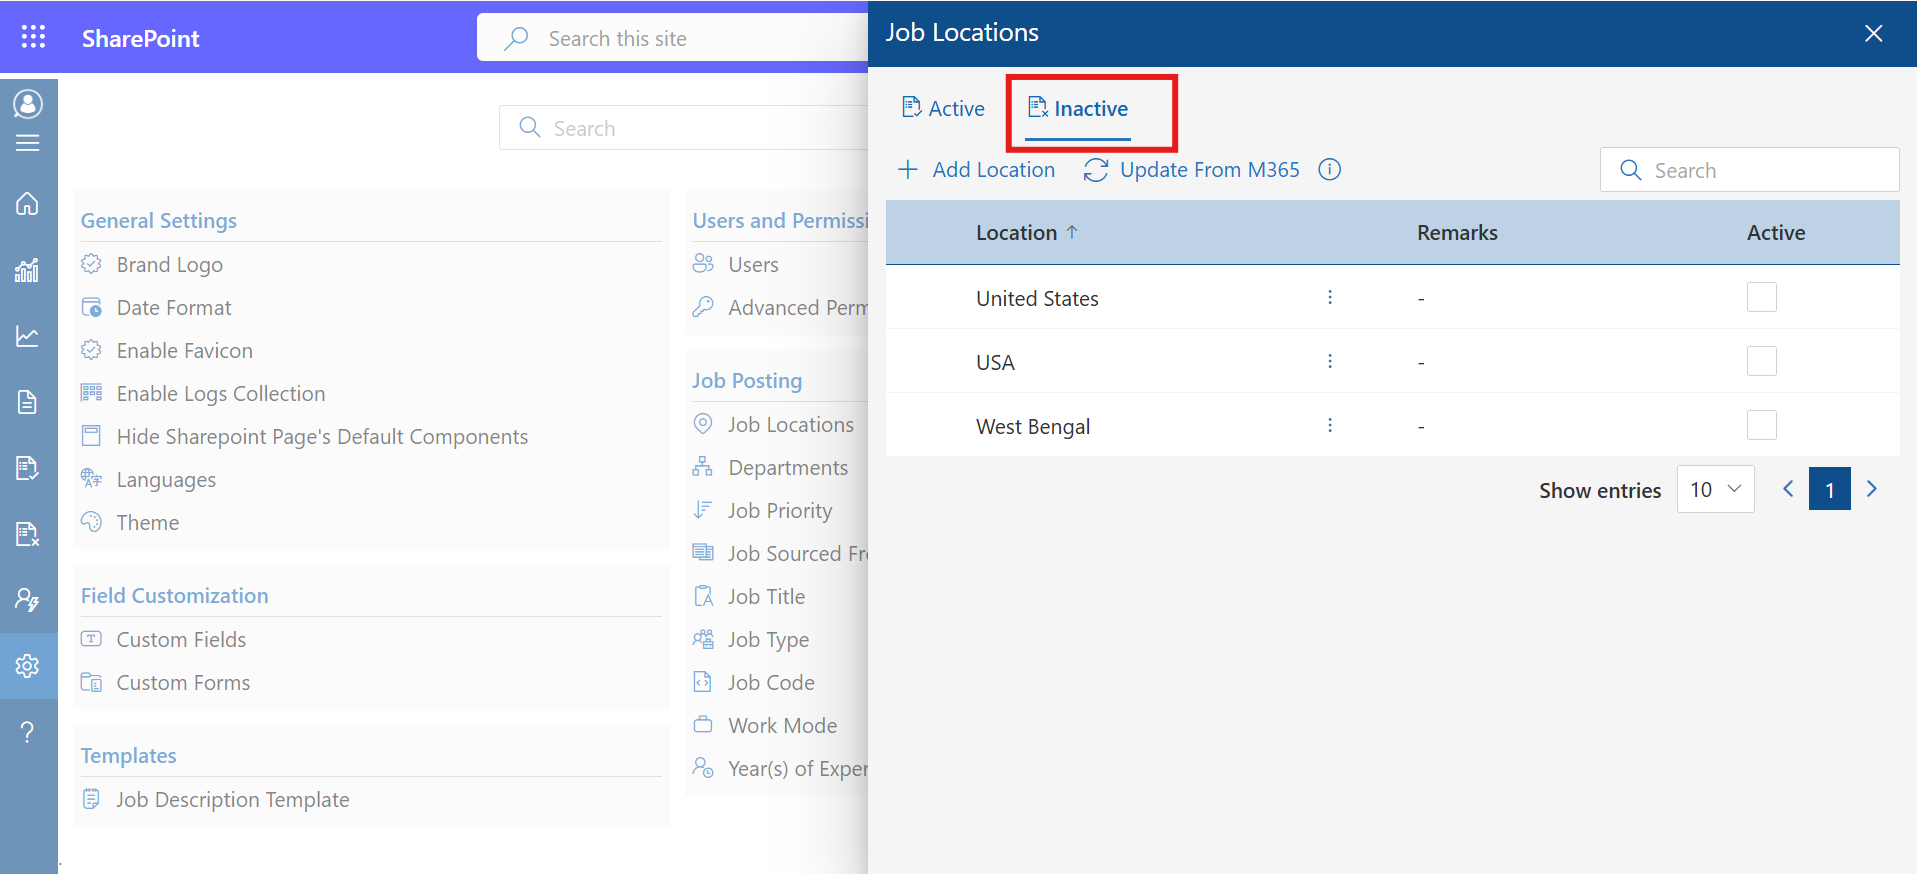 SharePoint
Search this site
Search
General Settings
Brand Logo
Date Format
Enable Favicon
Enable Logs Collection
Hide Sharepoint Page's Default Components
Languages
Theme
Field Customization
Custom Fields
Custom Forms
Templates
Job Description Template
Users and Permissi
Users
Advanced Perm
Job Posting
Job Locations
Departments
Job Priority
Job Sourced Fr
Job Title
Job Type
Job Code
Work Mode
Year(s) of Exper
Job Locations
Active Inactive
Add Location Update From M365 Search
Location Remarks Active
United States -
USA -
West Bengal -
Show entries 10 1